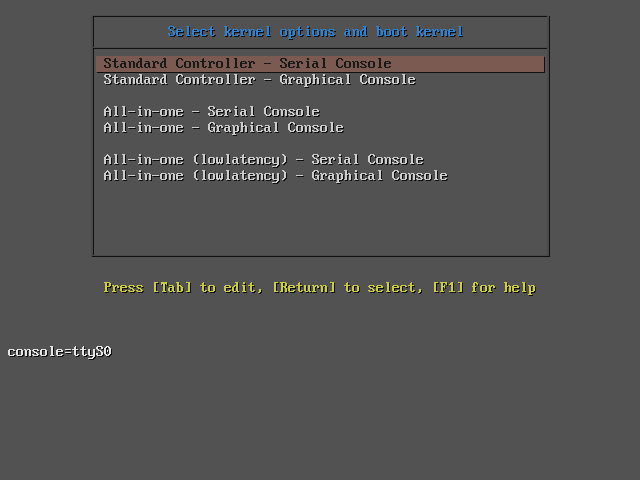 Select kernel options and boot kernel
Standard Controller - Serial Console
Standard Controller - Graphical Console
All-in-one - Serial Console
All-in-one - Graphical Console
All-in-one (lowlatency) - Serial Console
All-in-one (lowlatency) - Graphical Console
Press [Tab] to edit, [Return] to select, [F1] for help
console=ttyS0